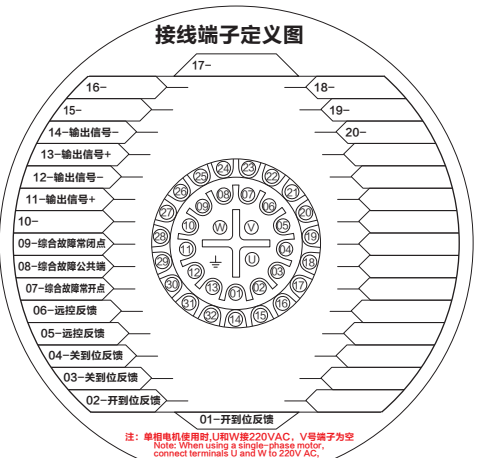 接线端子定义图
17-
16-
18-
15-
19-
14-输出信号-
20-
13-输出信号+
12-输出信号-
11-输出信号+
10-
09-综合故障常闭点
08-综合故障公共端
07-综合故障常开点
06-远控反馈
05-远控反馈
04-关到位反馈
03-关到位反馈
02-开到位反馈
01-开到位反馈
24 23
25 22
26 21
27 20
28 19
29 18
30 17
31 16
32 14 15
08 07
09 06
10 W V 05
11 U 04
12 03
13 01 02
注：单相电机使用时,U和W接220VAC，V号端子为空
Note: When using a single-phase motor,
connect terminals U and W to 220V AC,